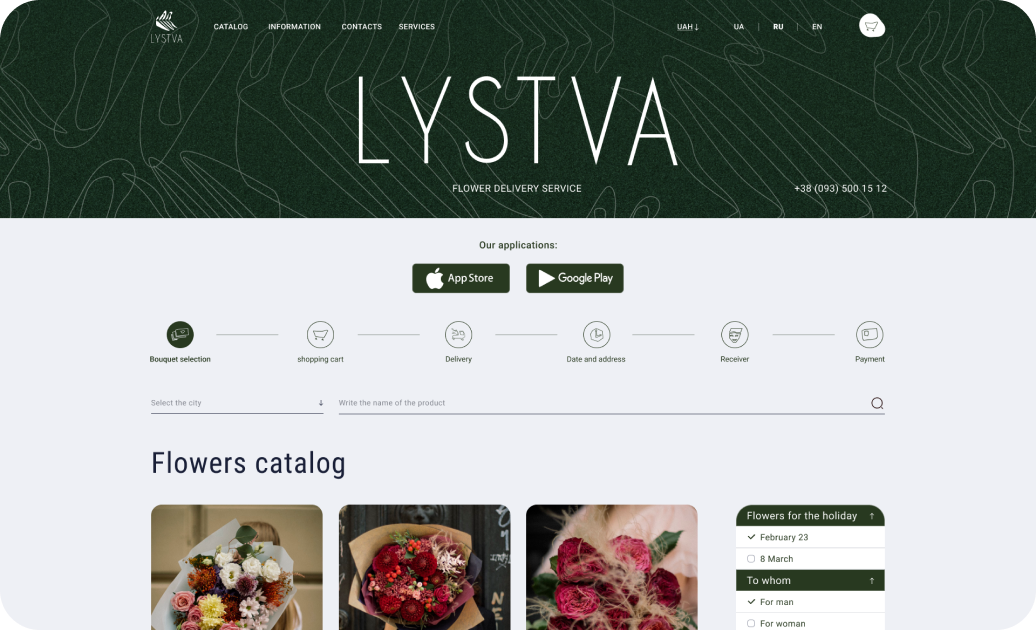 LYSTVA
CATALOG INFORMATION CONTACTS SERVICES
UAH ↓ UA | RU | EN
LYSTVA
FLOWER DELIVERY SERVICE
+38 (093) 500 15 12
Our applications:
App Store
Google Play
Bouquet selection
shopping cart
Delivery
Date and address
Receiver
Payment
Select the city ↓
Write the name of the product
Flowers catalog
Flowers for the holiday ↑
February 23
8 March
To whom ↑
For man
For woman